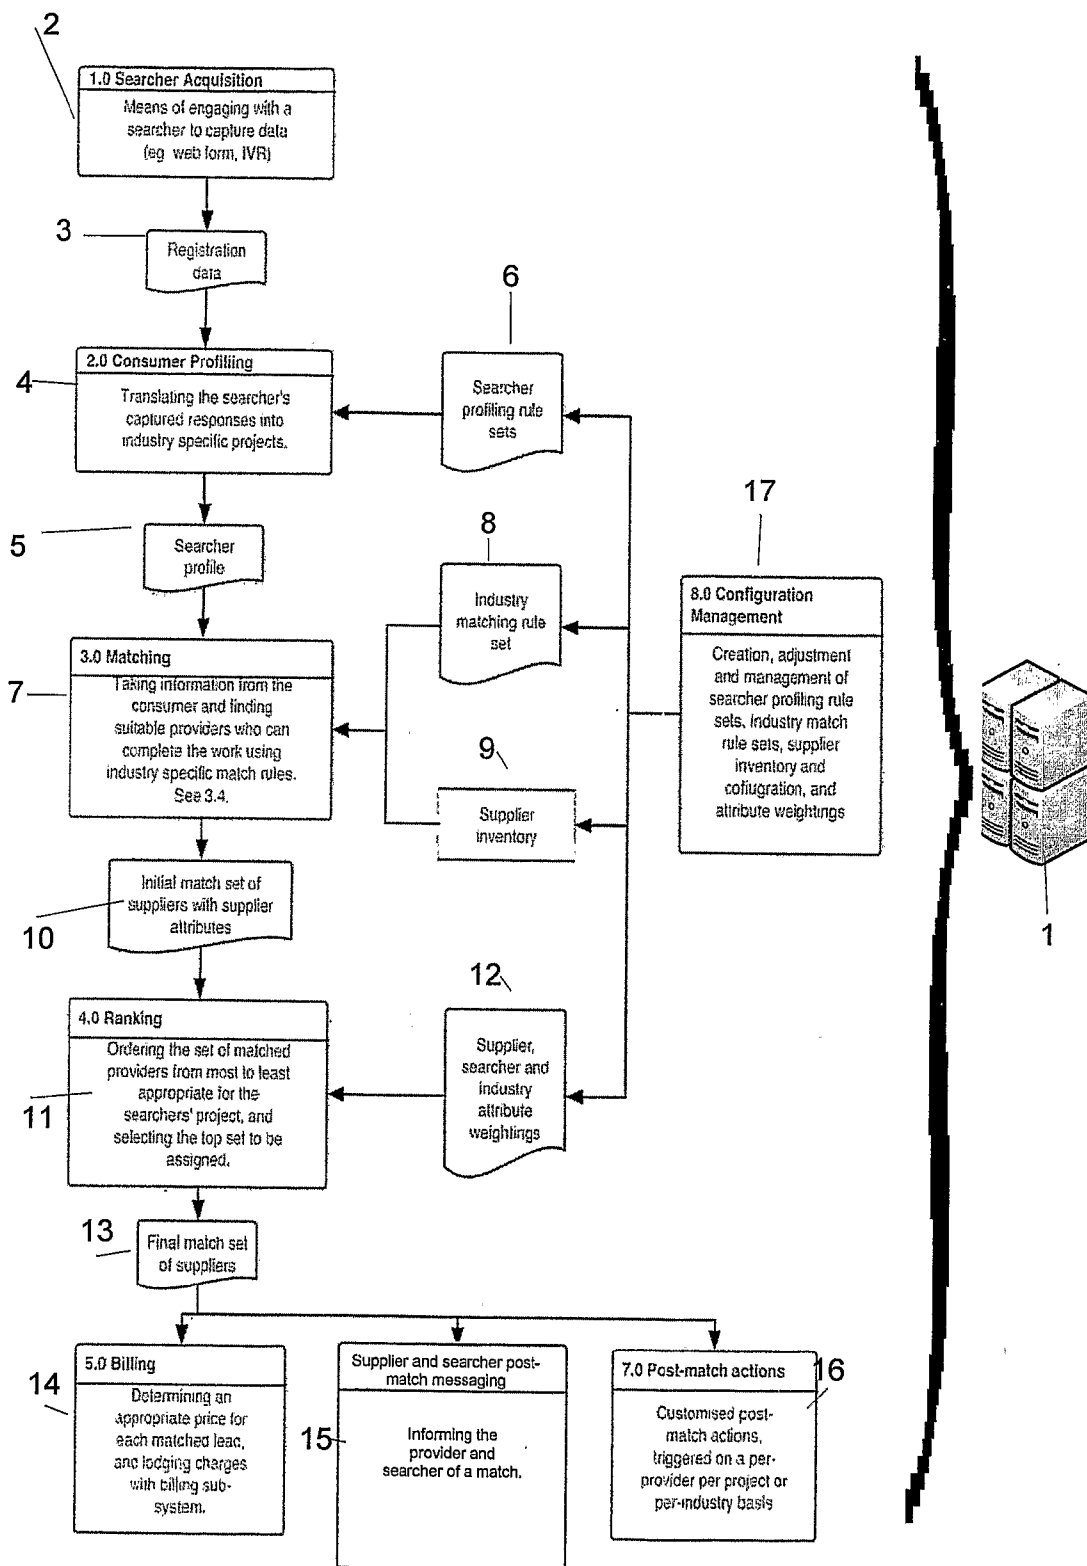 2
1.0 Searcher Acquisition
Means of engaging with a
searcher to capture data
(eg web form, IVR)
3
Registration
data
6
2.0 Consumer Profiling
4
Translating the searcher's
captured responses into
industry specific projects.
Searcher
profiling rule
sets
17
5
Searcher
profile
8
Industry
matching rule
set
8.0 Configuration
Management
Creation, adjustment
and management of
searcher profiling rule
sets, industry match
rule sets, supplier
inventory and
cofiugration, and
attribute weightings
3.0 Matching
7
Taking information from the
consumer and finding
suitable providers who can
complete the work using
industry specific match rules.
See 3.4.
9
Supplier
inventory
1
10
Initial match set of
suppliers with supplier
attributes
12
4.0 Ranking
11
Ordering the set of matched
providers from most to least
appropriate for the
searchers' project, and
selecting the top set to be
assigned.
Supplier,
searcher and
industry
attribute
weightings
13
Final match set
of suppliers
14
5.0 Billing
Determining an
appropriate price for
each matched lead,
and lodging charges
with billing sub-
system.
Supplier and searcher post-
match messaging
15
Informing the
provider and
searcher of a match.
7.0 Post-match actions
16
Customised post-
match actions,
triggered on a per-
provider per project or
per-industry basis